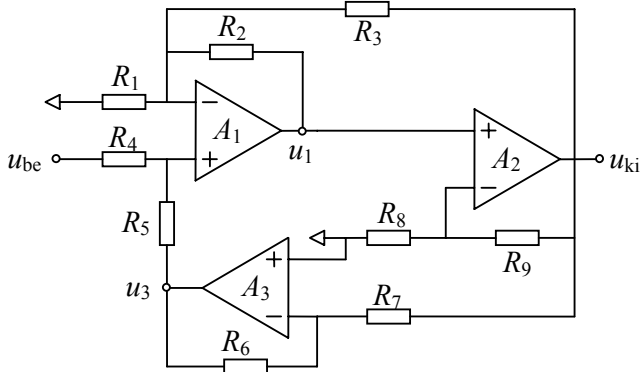 R3
R2
R1
− A1 +
R4
ube
u1
+ A2 −
uki
R5
R8
R9
u3
+ A3 −
R7
R6